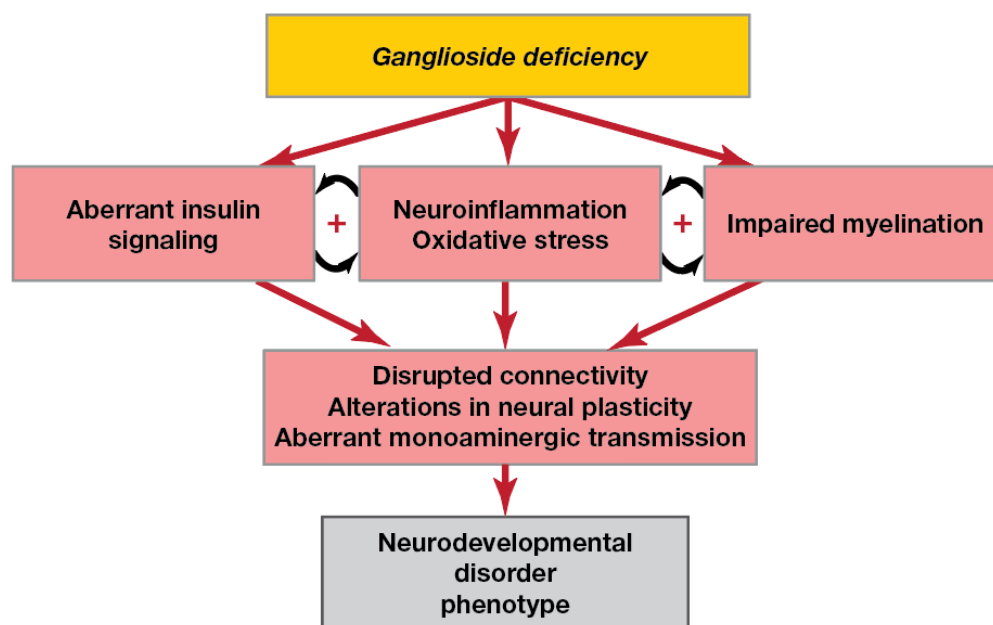 Ganglioside deficiency
Aberrant insulin
signaling
+
Neuroinflammation
Oxidative stress
+
Impaired myelination
Disrupted connectivity
Alterations in neural plasticity
Aberrant monoaminergic transmission
Neurodevelopmental
disorder
phenotype